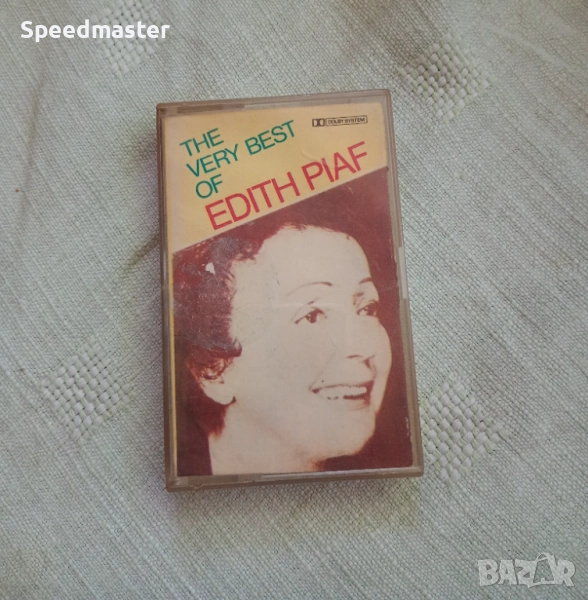 Speedmaster
THE
VERY BEST
OF
EDITH PIAF
DOLBY SYSTEM
BAZAR